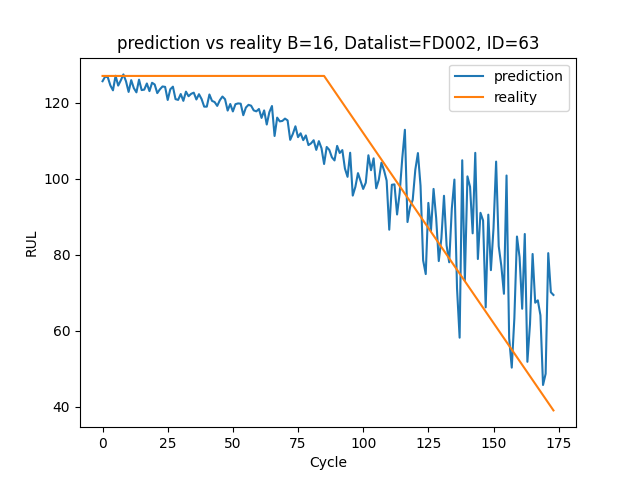 prediction vs reality B=16, Datalist=FD002, ID=63
prediction
reality
RUL
120
100
80
60
40
0
25
50
75
100
125
150
175
Cycle